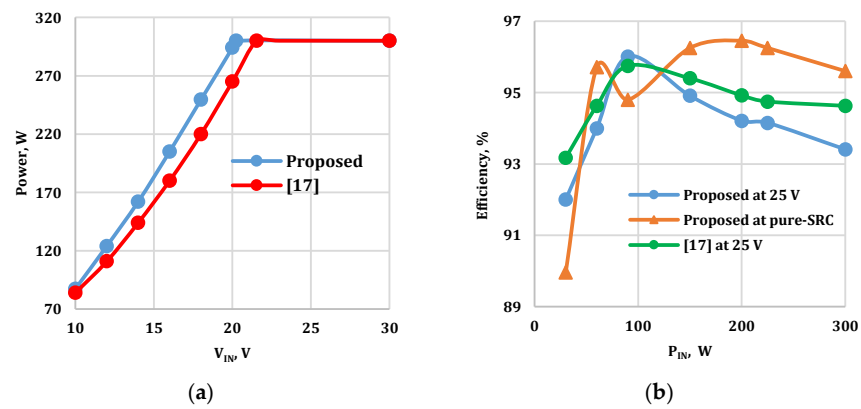 320
270
220
170
120
70
Power, W
10
15
20
25
30
V_IN, V
Proposed
[17]
(a)
97
95
93
91
89
Efficiency, %
0
100
200
300
P_IN, W
Proposed at 25 V
Proposed at pure-SRC
[17] at 25 V
(b)